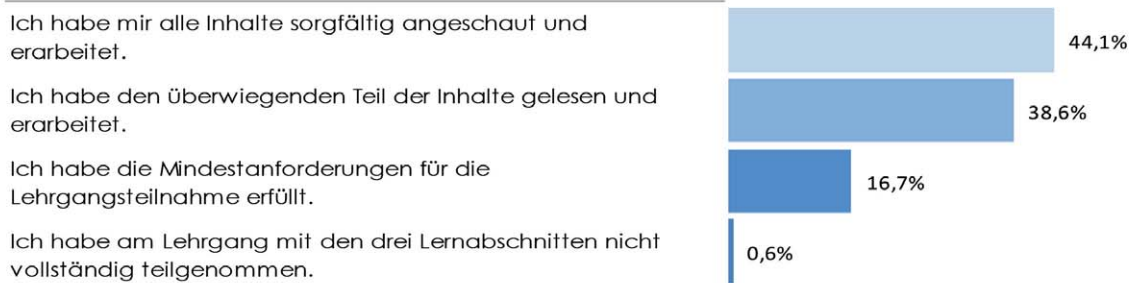 Ich habe mir alle Inhalte sorgfältig angeschaut und
erarbeitet.
44,1%
Ich habe den überwiegenden Teil der Inhalte gelesen und
erarbeitet.
38,6%
Ich habe die Mindestanforderungen für die
Lehrgangsteilnahme erfüllt.
16,7%
Ich habe am Lehrgang mit den drei Lernabschnitten nicht
vollständig teilgenommen.
0,6%